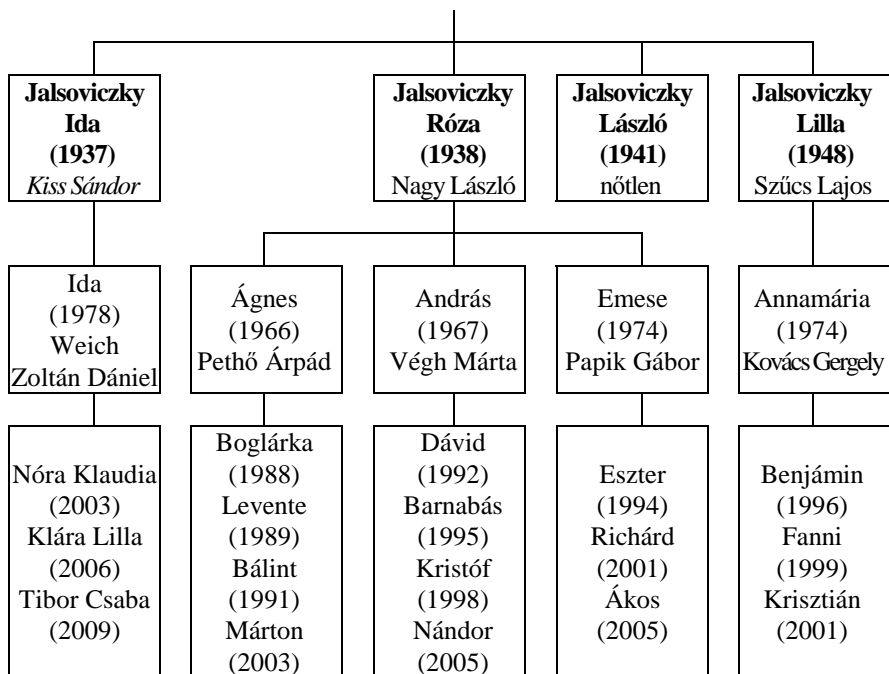 Jalsoviczky
Ida
(1937)
Kiss Sándor
Jalsoviczky
Róza
(1938)
Nagy László
Jalsoviczky
László
(1941)
nőtlen
Jalsoviczky
Lilla
(1948)
Szűcs Lajos
Ida
(1978)
Weich
Zoltán Dániel
Ágnes
(1966)
Pethő Árpád
András
(1967)
Végh Márta
Emese
(1974)
Papik Gábor
Annamária
(1974)
Kovács Gergely
Nóra Klaudia
(2003)
Klára Lilla
(2006)
Tibor Csaba
(2009)
Boglárka
(1988)
Levente
(1989)
Bálint
(1991)
Márton
(2003)
Dávid
(1992)
Barnabás
(1995)
Kristóf
(1998)
Nándor
(2005)
Eszter
(1994)
Richárd
(2001)
Ákos
(2005)
Benjámin
(1996)
Fanni
(1999)
Krisztián
(2001)